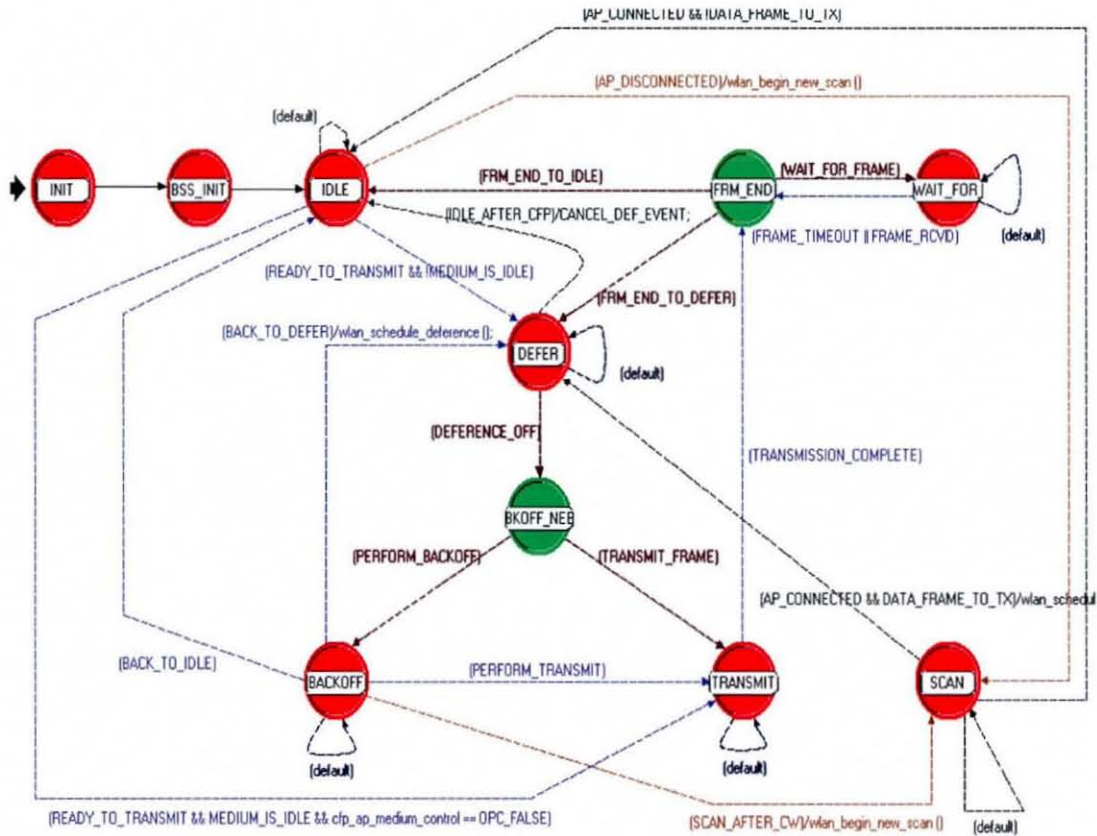 (AP_CONNECTED && !DATA_FRAME_TO_TX)
(AP_DISCONNECTED)/wlan_begin_new_scan ()
(default)
INIT
BSS_INIT
IDLE
(FRM_END_TO_IDLE)
FRM_END
(WAIT_FOR_FRAME)
WAIT_FOR
(IDLE_AFTER_CFP)/CANCEL_DEF_EVENT;
(FRAME_TIMEOUT || FRAME_RCVD)
(default)
(READY_TO_TRANSMIT && !MEDIUM_IS_IDLE)
(FRM_END_TO_DEFER)
(BACK_TO_DEFER)/wlan_schedule_deference ();
DEFER
(default)
(DEFERENCE_OFF)
(TRANSMISSION_COMPLETE)
BKOFF_NEE
(PERFORM_BACKOFF)
(TRANSMIT_FRAME)
(AP_CONNECTED && DATA_FRAME_TO_TX)/wlan_schedul
(BACK_TO_IDLE)
(PERFORM_TRANSMIT)
BACKOFF
TRANSMIT
SCAN
(default)
(default)
(READY_TO_TRANSMIT && MEDIUM_IS_IDLE && cfp_ap_medium_control == OPC_FALSE)
(SCAN_AFTER_CW)/wlan_begin_new_scan ()
(default)